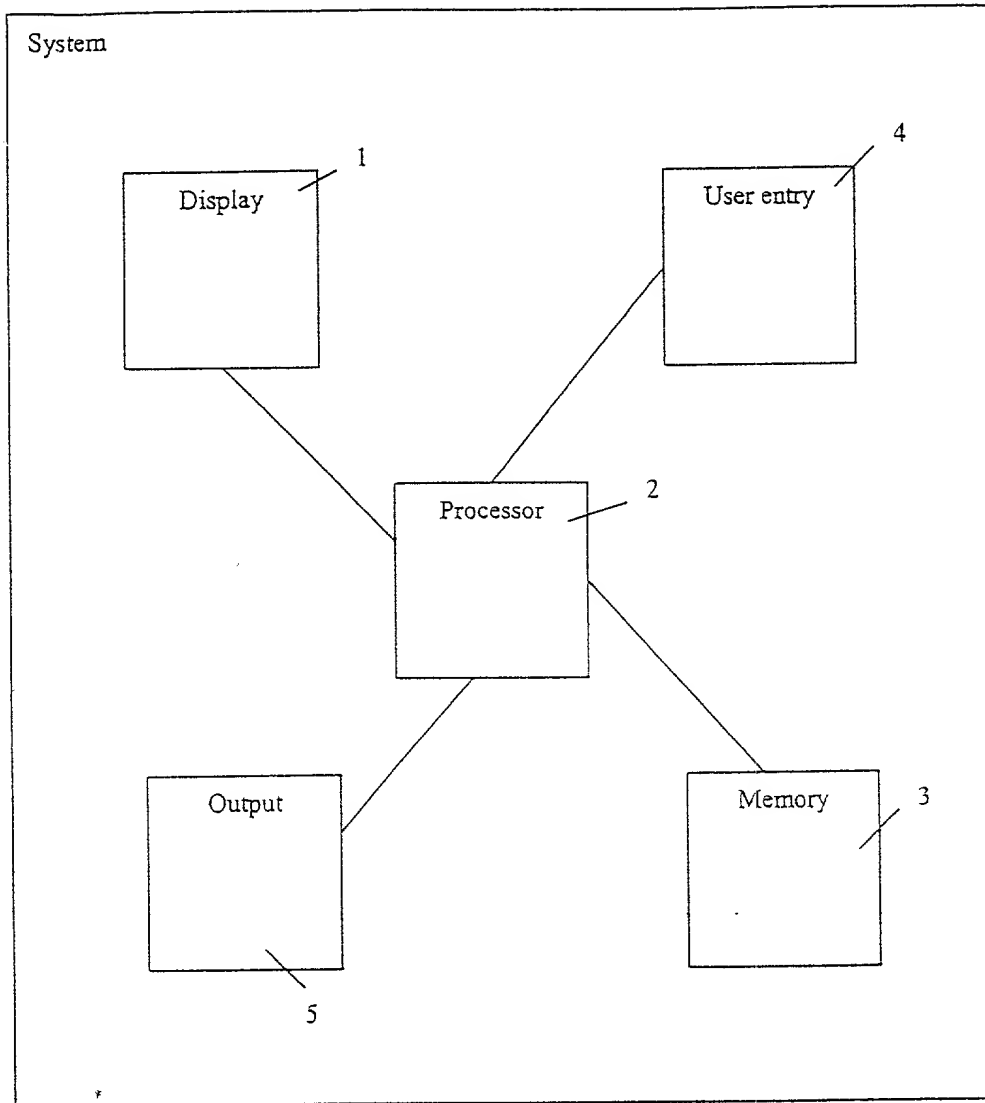 System
1
4
Display
User entry
2
Processor
Output
Memory
3
5